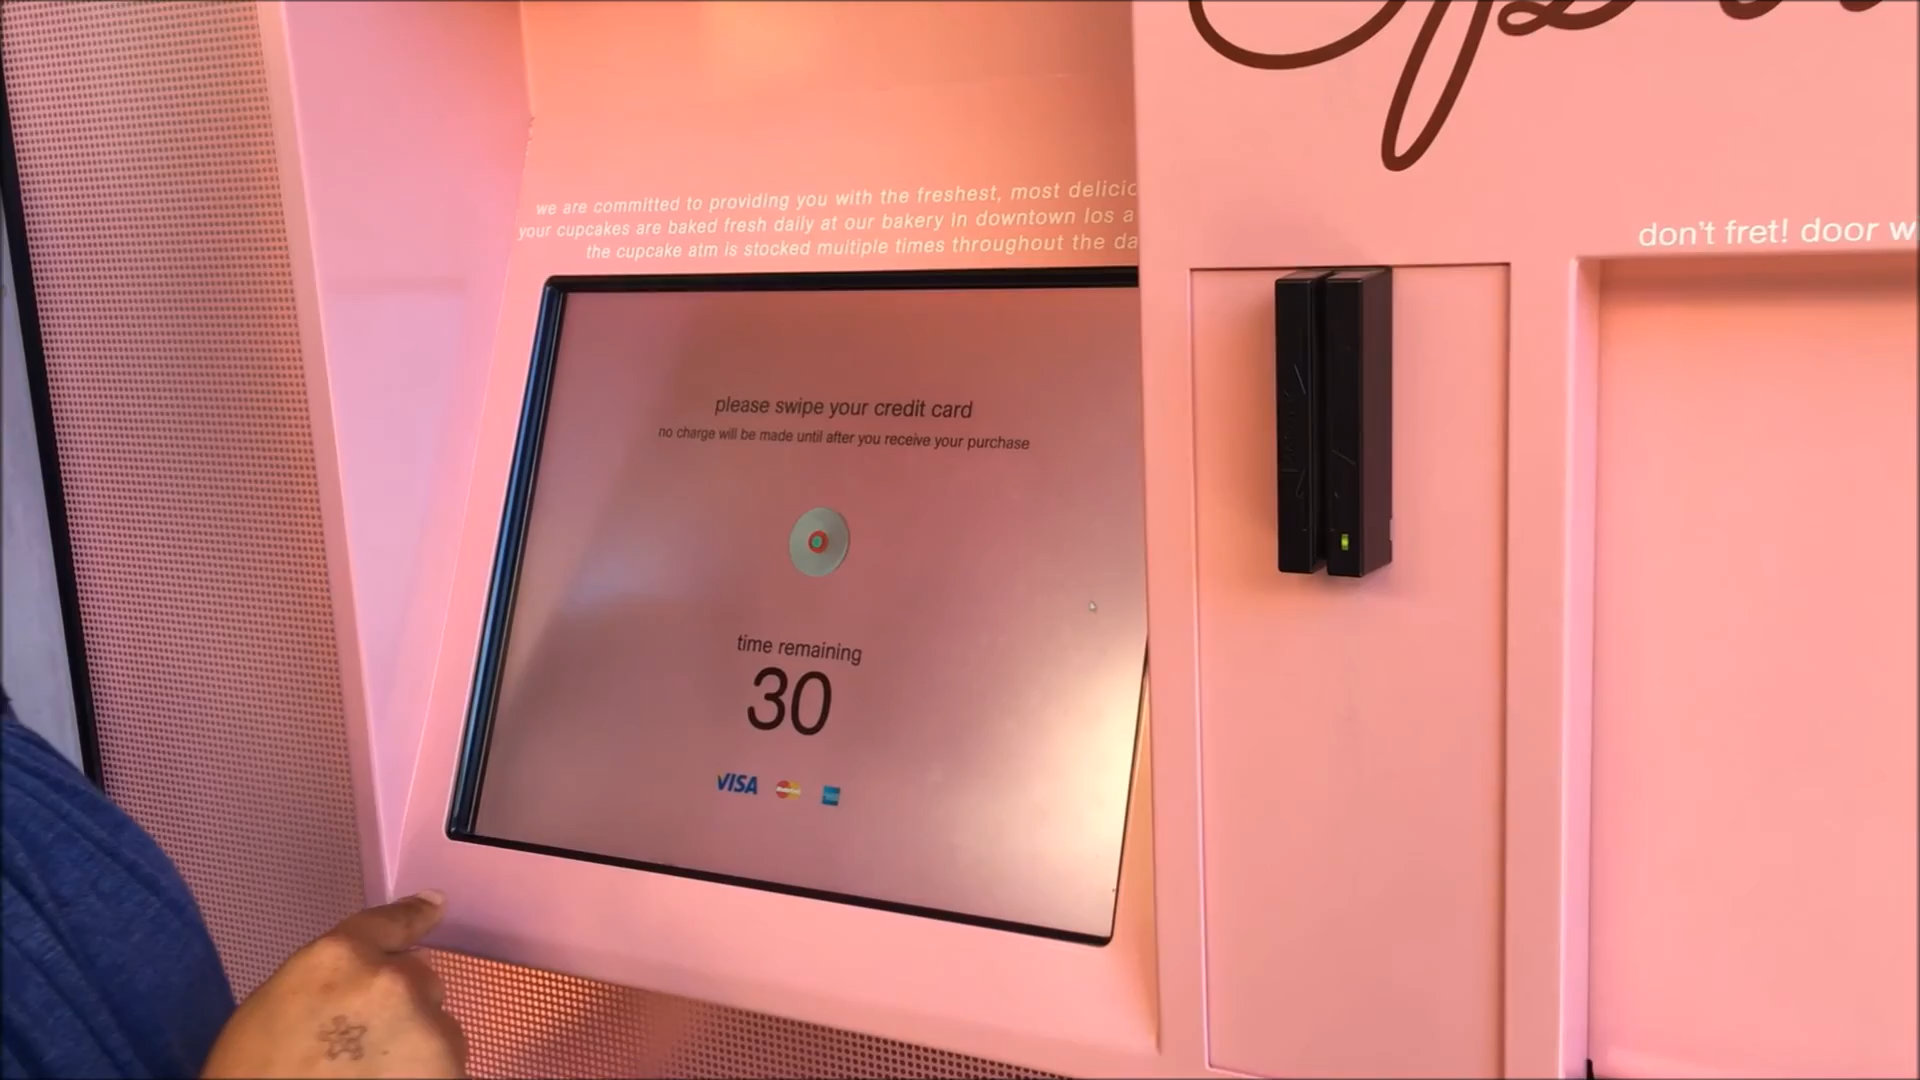 we are committed to providing you with the freshest, most
your cupcakes are baked fresh daily at our bakery in downtown los
the cupcake atm is stocked multiple times throughout the
don't fret! door
please swipe your credit card
no charge will be made until after you receive your purchase
time remaining
30
VISA